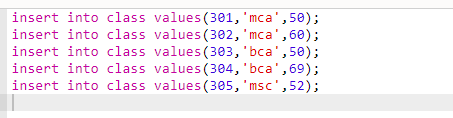 insert into class values(301,'mca',50);
insert into class values(302,'mca',60);
insert into class values(303,'bca',50);
insert into class values(304,'bca',69);
insert into class values(305,'msc',52);